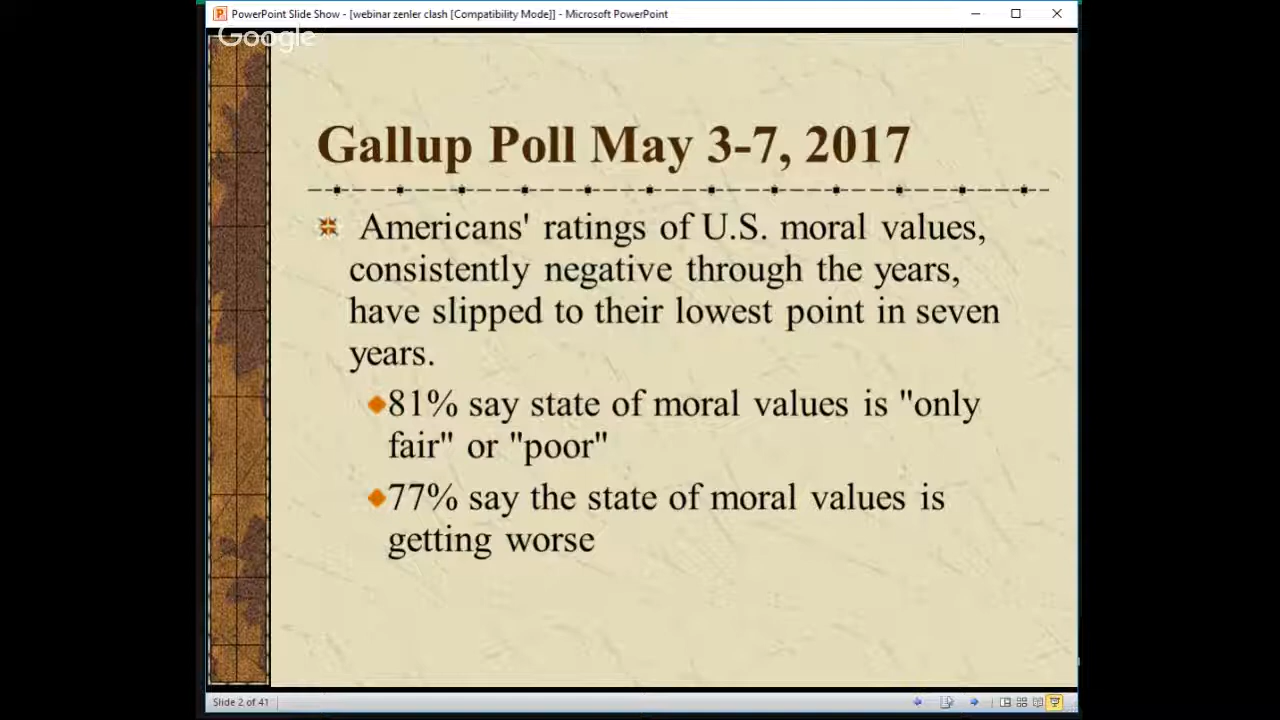 PowerPoint Slide Show - [webinar zenler clash [Compatibility Mode]] - Microsoft PowerPoint
Google
Gallup Poll May 3-7, 2017
Americans' ratings of U.S. moral values,
consistently negative through the years,
have slipped to their lowest point in seven
years.
81% say state of moral values is "only
fair" or "poor"
77% say the state of moral values is
getting worse
Slide 2 of 41